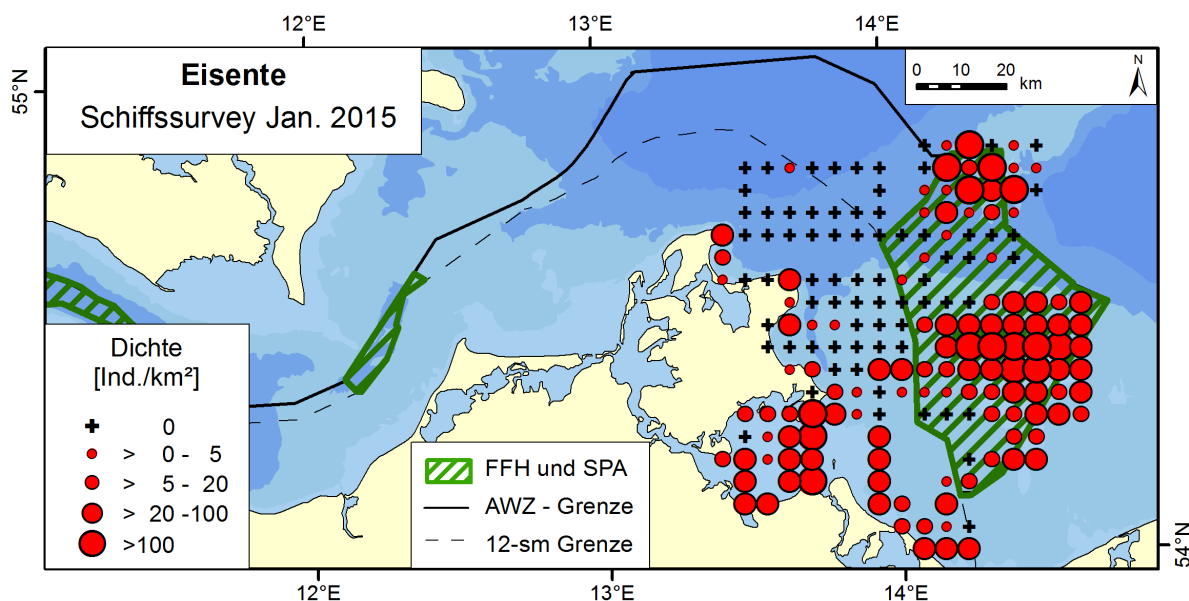 12°E
13°E
14°E
55°N
Eisente
Schiffssurvey Jan. 2015
0 10 20
km
N
Dichte
[Ind./km²]
0
> 0 - 5
> 5 - 20
> 20 -100
>100
FFH und SPA
AWZ - Grenze
12-sm Grenze
54°N
12°E
13°E
14°E